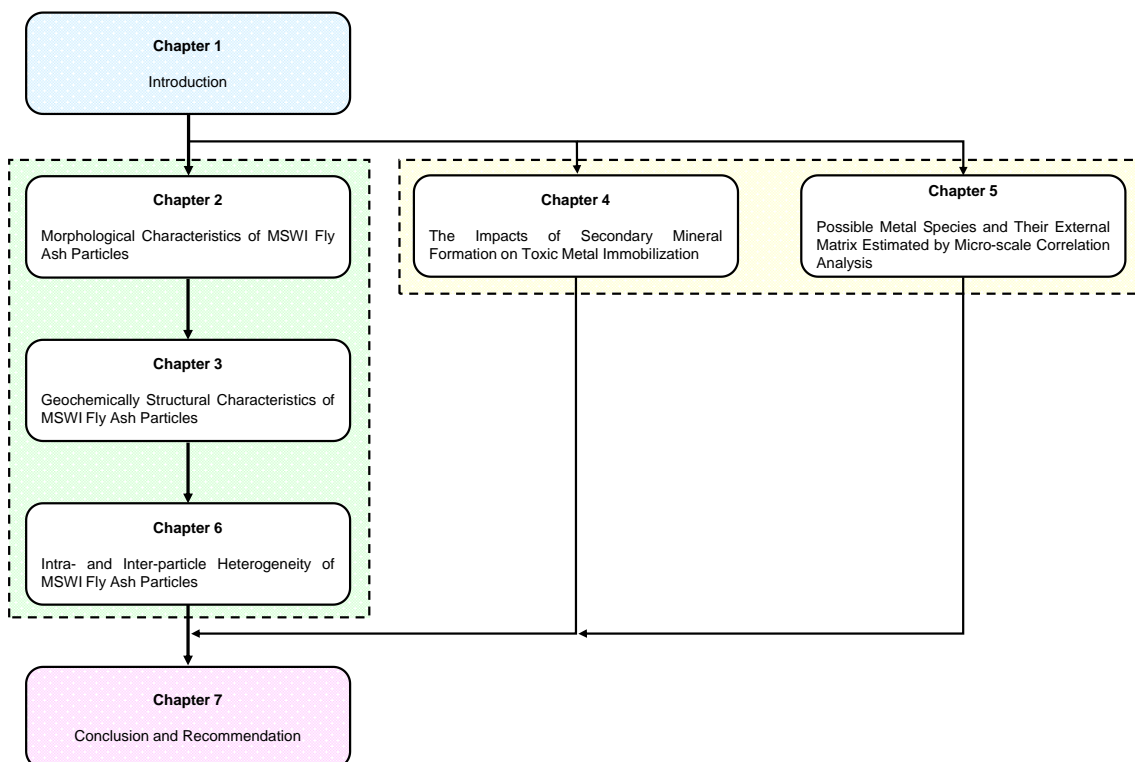 Chapter 1
Introduction
Chapter 2
Morphological Characteristics of MSWI Fly
Ash Particles
Chapter 4
The Impacts of Secondary Mineral
Formation on Toxic Metal Immobilization
Chapter 5
Possible Metal Species and Their External
Matrix Estimated by Micro-scale Correlation
Analysis
Chapter 3
Geochemically Structural Characteristics of
MSWI Fly Ash Particles
Chapter 6
Intra- and Inter-particle Heterogeneity of
MSWI Fly Ash Particles
Chapter 7
Conclusion and Recommendation